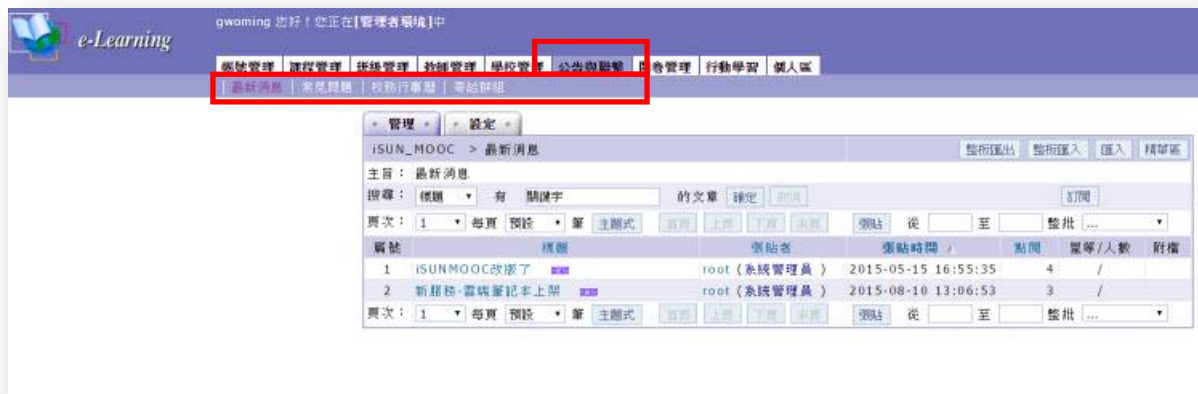 gwoming 您好！您正在[管理者環境]中
e-Learning
帳號管理 課程管理 班級管理 教師管理 學校管理 公告與聯繫 問卷管理 行動學習 個人區
| 最新消息 | 常見問題 | 校務行事曆 | 寄給群組
管理 設定
iSUN_MOOC > 最新消息 整板匯出 整板匯入 匯入 精華區
主旨： 最新消息
搜尋： 標題 有 關鍵字 的文章 確定 訂閱
頁次： 1 每頁 預設 筆 主題式 首頁 上頁 下頁 末頁 張貼 從 至 整批 ...
編號 標題 張貼者 張貼時間 點閱 星等/人數 附檔
1 iSUNMOOC改版了 root (系統管理員 ) 2015-05-15 16:55:35 4 /
2 新服務-雲端筆記本上架 root (系統管理員 ) 2015-08-10 13:06:53 3 /
頁次： 1 每頁 預設 筆 主題式 首頁 上頁 下頁 末頁 張貼 從 至 整批 ...